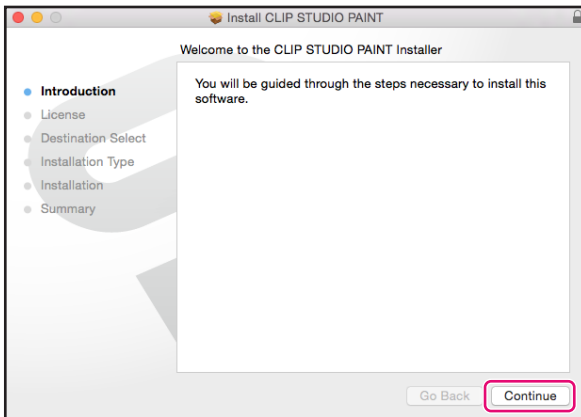 Install CLIP STUDIO PAINT
Welcome to the CLIP STUDIO PAINT Installer
Introduction
License
Destination Select
Installation Type
Installation
Summary
You will be guided through the steps necessary to install this
software.
Go Back
Continue